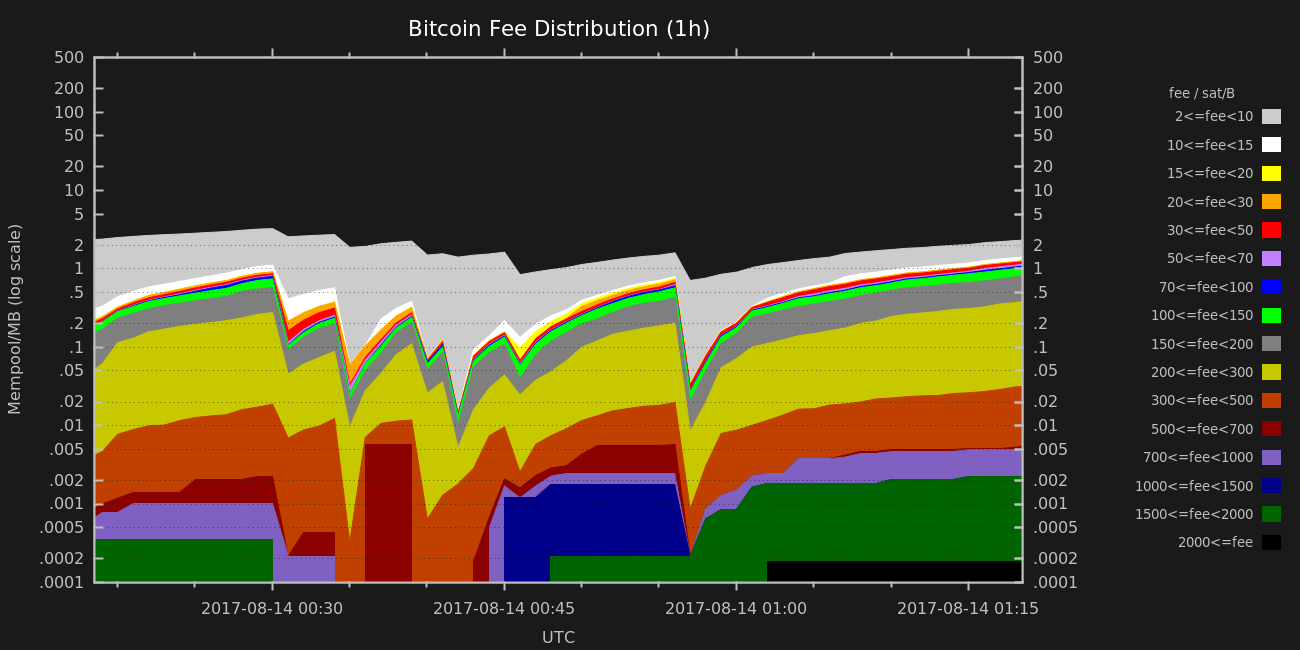 Bitcoin Fee Distribution (1h)
Mempool/MB (log scale)
500
200
100
50
20
10
5
2
1
.5
.2
.1
.05
.02
.01
.005
.002
.001
.0005
.0002
.0001
500
200
100
50
20
10
5
2
1
.5
.2
.1
.05
.02
.01
.005
.002
.001
.0005
.0002
.0001
2017-08-14 00:30
2017-08-14 00:45
2017-08-14 01:00
2017-08-14 01:15
UTC
fee / sat/B
2<=fee<10
10<=fee<15
15<=fee<20
20<=fee<30
30<=fee<50
50<=fee<70
70<=fee<100
100<=fee<150
150<=fee<200
200<=fee<300
300<=fee<500
500<=fee<700
700<=fee<1000
1000<=fee<1500
1500<=fee<2000
2000<=fee